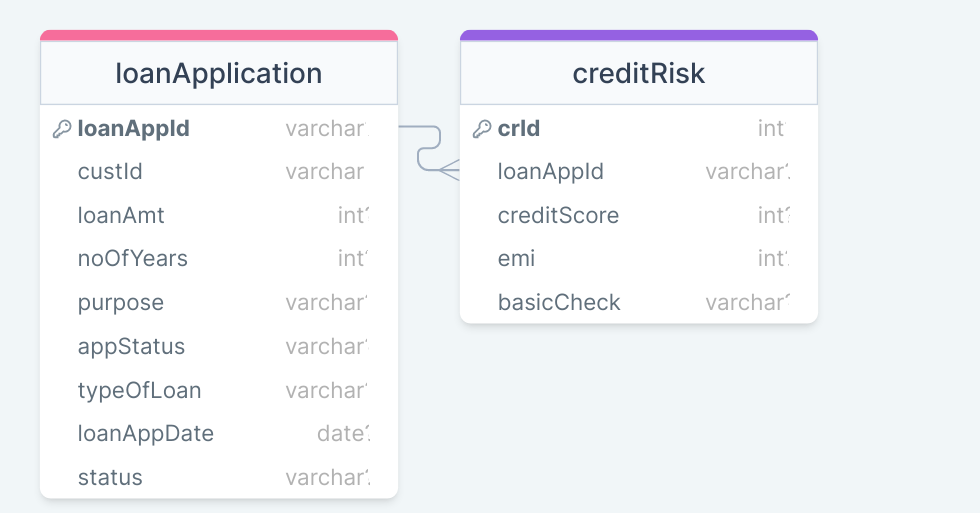 loanApplication
loanAppId varchar
custId varchar
loanAmt int
noOfYears int
purpose varchar
appStatus varchar
typeOfLoan varchar
loanAppDate date
status varchar
creditRisk
crId int
loanAppId varchar
creditScore int
emi int
basicCheck varchar